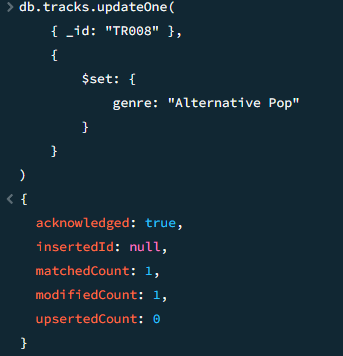 > db.tracks.updateOne(
{ _id: "TR008" },
{
$set: {
genre: "Alternative Pop"
}
}
)
< {
acknowledged: true,
insertedId: null,
matchedCount: 1,
modifiedCount: 1,
upsertedCount: 0
}